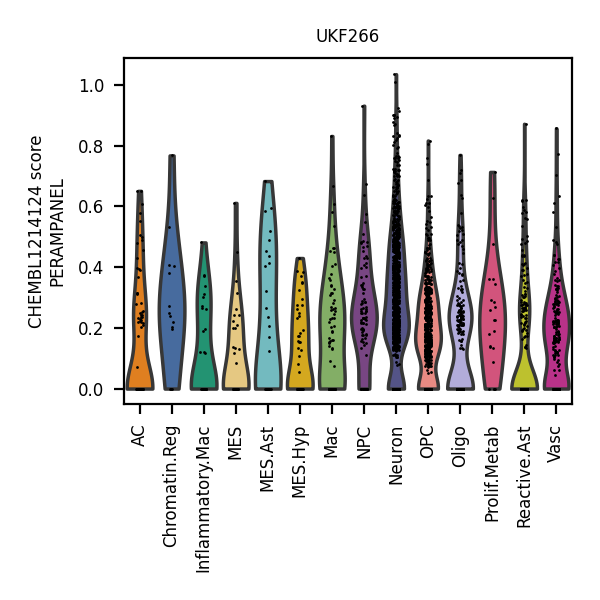 UKF266
CHEMBL1214124 score
PERAMPANEL
1.0
0.8
0.6
0.4
0.2
0.0
AC
Chromatin.Reg
Inflammatory.Mac
MES
MES.Ast
MES.Hyp
Mac
NPC
Neuron
OPC
Oligo
Prolif.Metab
Reactive.Ast
Vasc